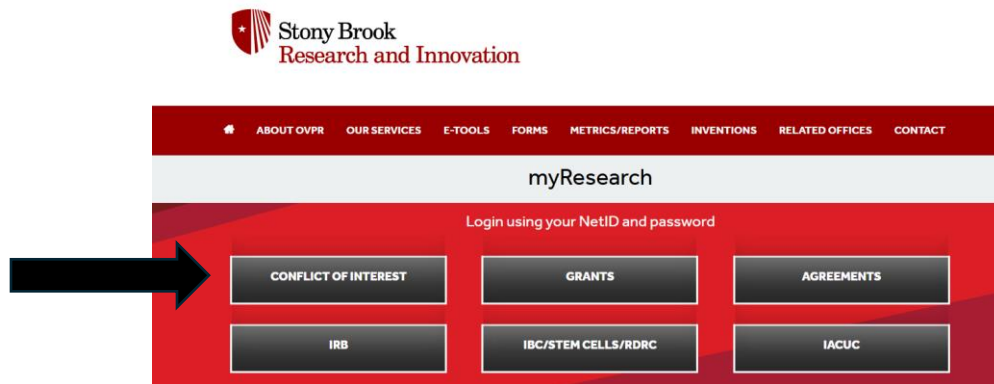 Stony Brook
Research and Innovation
ABOUT OVPR OUR SERVICES E-TOOLS FORMS METRICS/REPORTS INVENTIONS RELATED OFFICES CONTACT
myResearch
Login using your NetID and password
CONFLICT OF INTEREST GRANTS AGREEMENTS
IRB IBC/STEM CELLS/RDRC IACUC